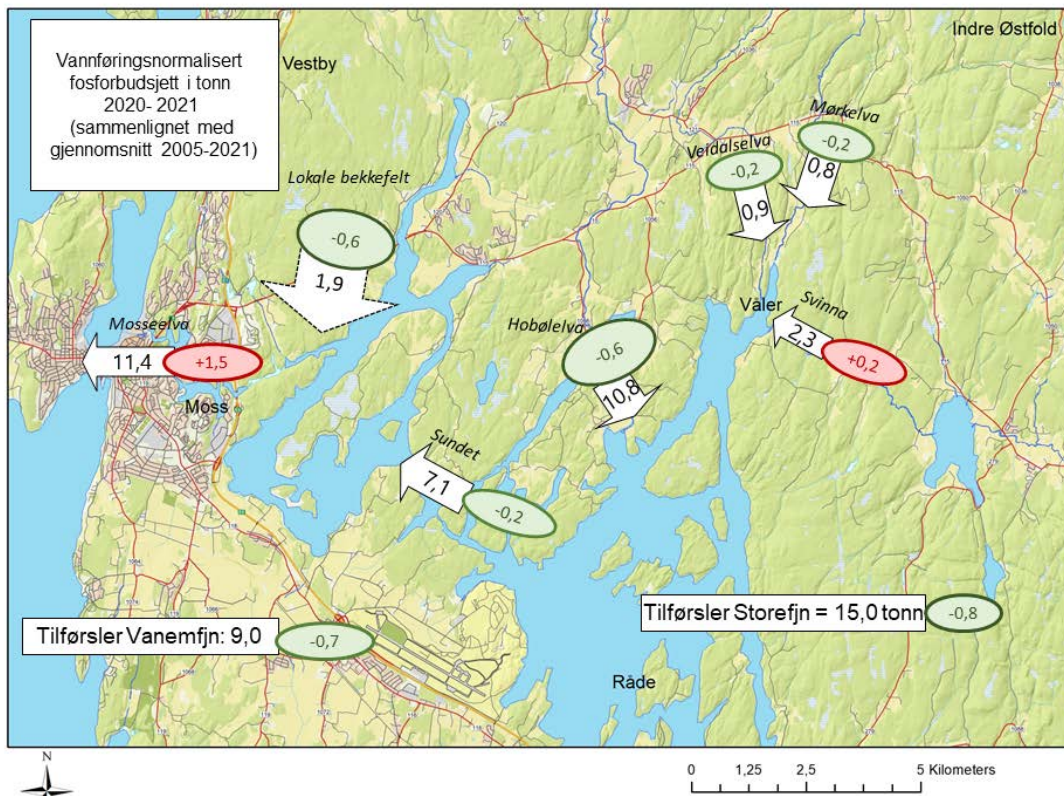 Vannføringsnormalisert
fosforbudsjett i tonn
2020- 2021
(sammenlignet med
gjennomsnitt 2005-2021)
Indre Østfold
Vestby
Mørkelva
-0,2
0,8
Veidalselva
-0,2
0,9
Lokale bekkefelt
-0,6
1,9
Våler
Svinna
2,3
+0,2
Mosseelva
11,4
+1,5
Hobølelva
-0,6
10,8
Moss
Sundet
7,1
-0,2
Tilførsler Storefjn = 15,0 tonn
-0,8
Tilførsler Vanemfjn: 9,0
-0,7
Råde
N
0 1,25 2,5 5 Kilometers